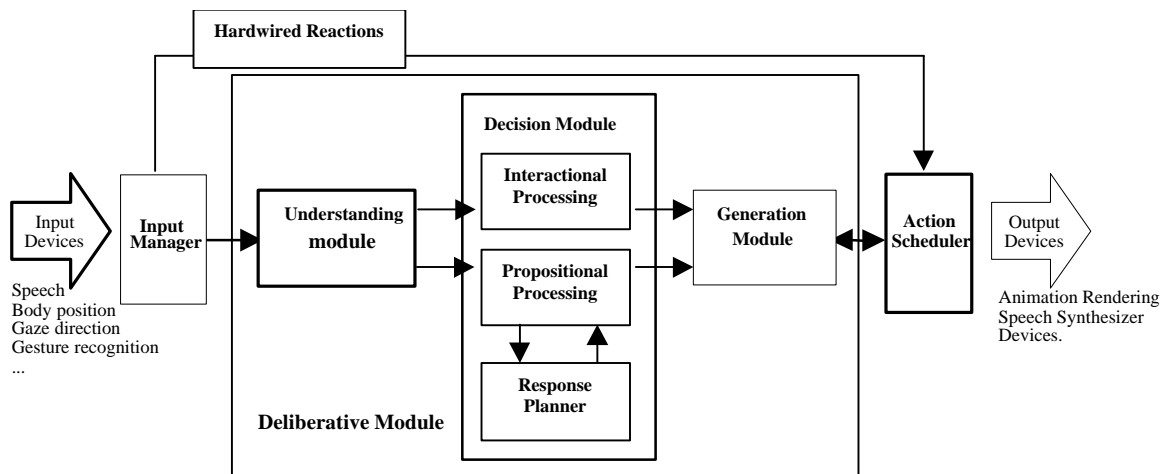 Hardwired Reactions
Decision Module
Interactional
Processing
Understanding
module
Generation
Module
Input
Devices
Input
Manager
Action
Scheduler
Output
Devices
Propositional
Processing
Speech
Body position
Gaze direction
Gesture recognition
...
Animation Rendering
Speech Synthesizer
Devices.
Response
Planner
Deliberative Module